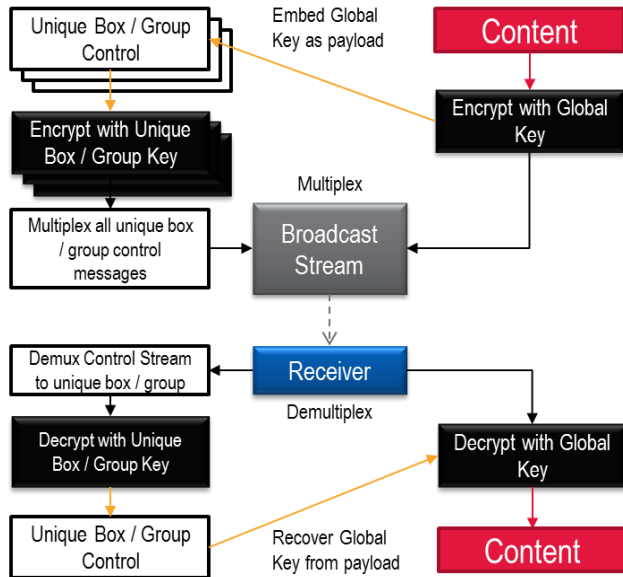 Unique Box / Group
Control
Embed Global
Key as payload
Content
Encrypt with Unique
Box / Group Key
Encrypt with Global
Key
Multiplex
Multiplex all unique box
/ group control
messages
Broadcast
Stream
Demux Control Stream
to unique box / group
Receiver
Demultiplex
Decrypt with Unique
Box / Group Key
Decrypt with Global
Key
Unique Box / Group
Control
Recover Global
Key from payload
Content